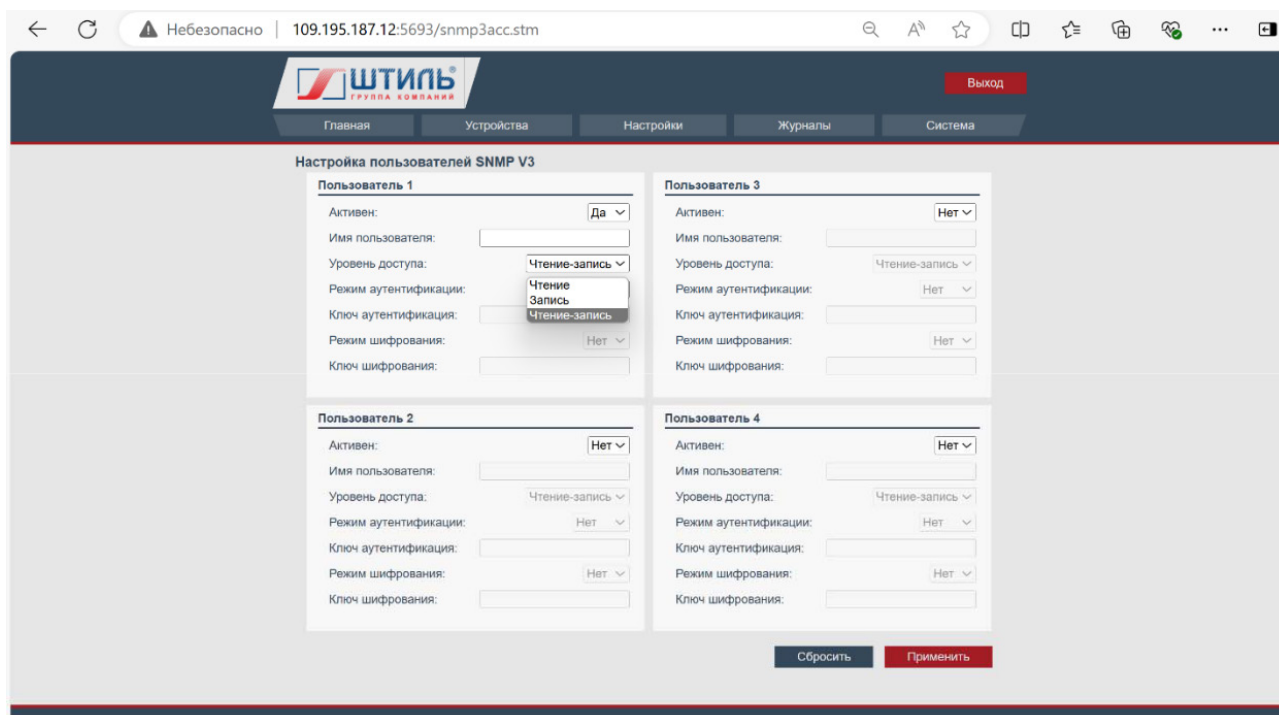 Небезопасно
109.195.187.12:5693/snmp3acc.stm
ШТИЛЬ®
ГРУППА КОМПАНИЙ
Выход
Главная Устройства Настройки Журналы Система
Настройка пользователей SNMP V3
Пользователь 1
Активен: Да
Имя пользователя:
Уровень доступа: Чтение-запись
Чтение
Запись
Чтение-запись
Режим аутентификации:
Ключ аутентификация:
Режим шифрования: Нет
Ключ шифрования:
Пользователь 3
Активен: Нет
Имя пользователя:
Уровень доступа: Чтение-запись
Режим аутентификации: Нет
Ключ аутентификация:
Режим шифрования: Нет
Ключ шифрования:
Пользователь 2
Активен: Нет
Имя пользователя:
Уровень доступа: Чтение-запись
Режим аутентификации: Нет
Ключ аутентификация:
Режим шифрования: Нет
Ключ шифрования:
Пользователь 4
Активен: Нет
Имя пользователя:
Уровень доступа: Чтение-запись
Режим аутентификации: Нет
Ключ аутентификация:
Режим шифрования: Нет
Ключ шифрования:
Сбросить Применить